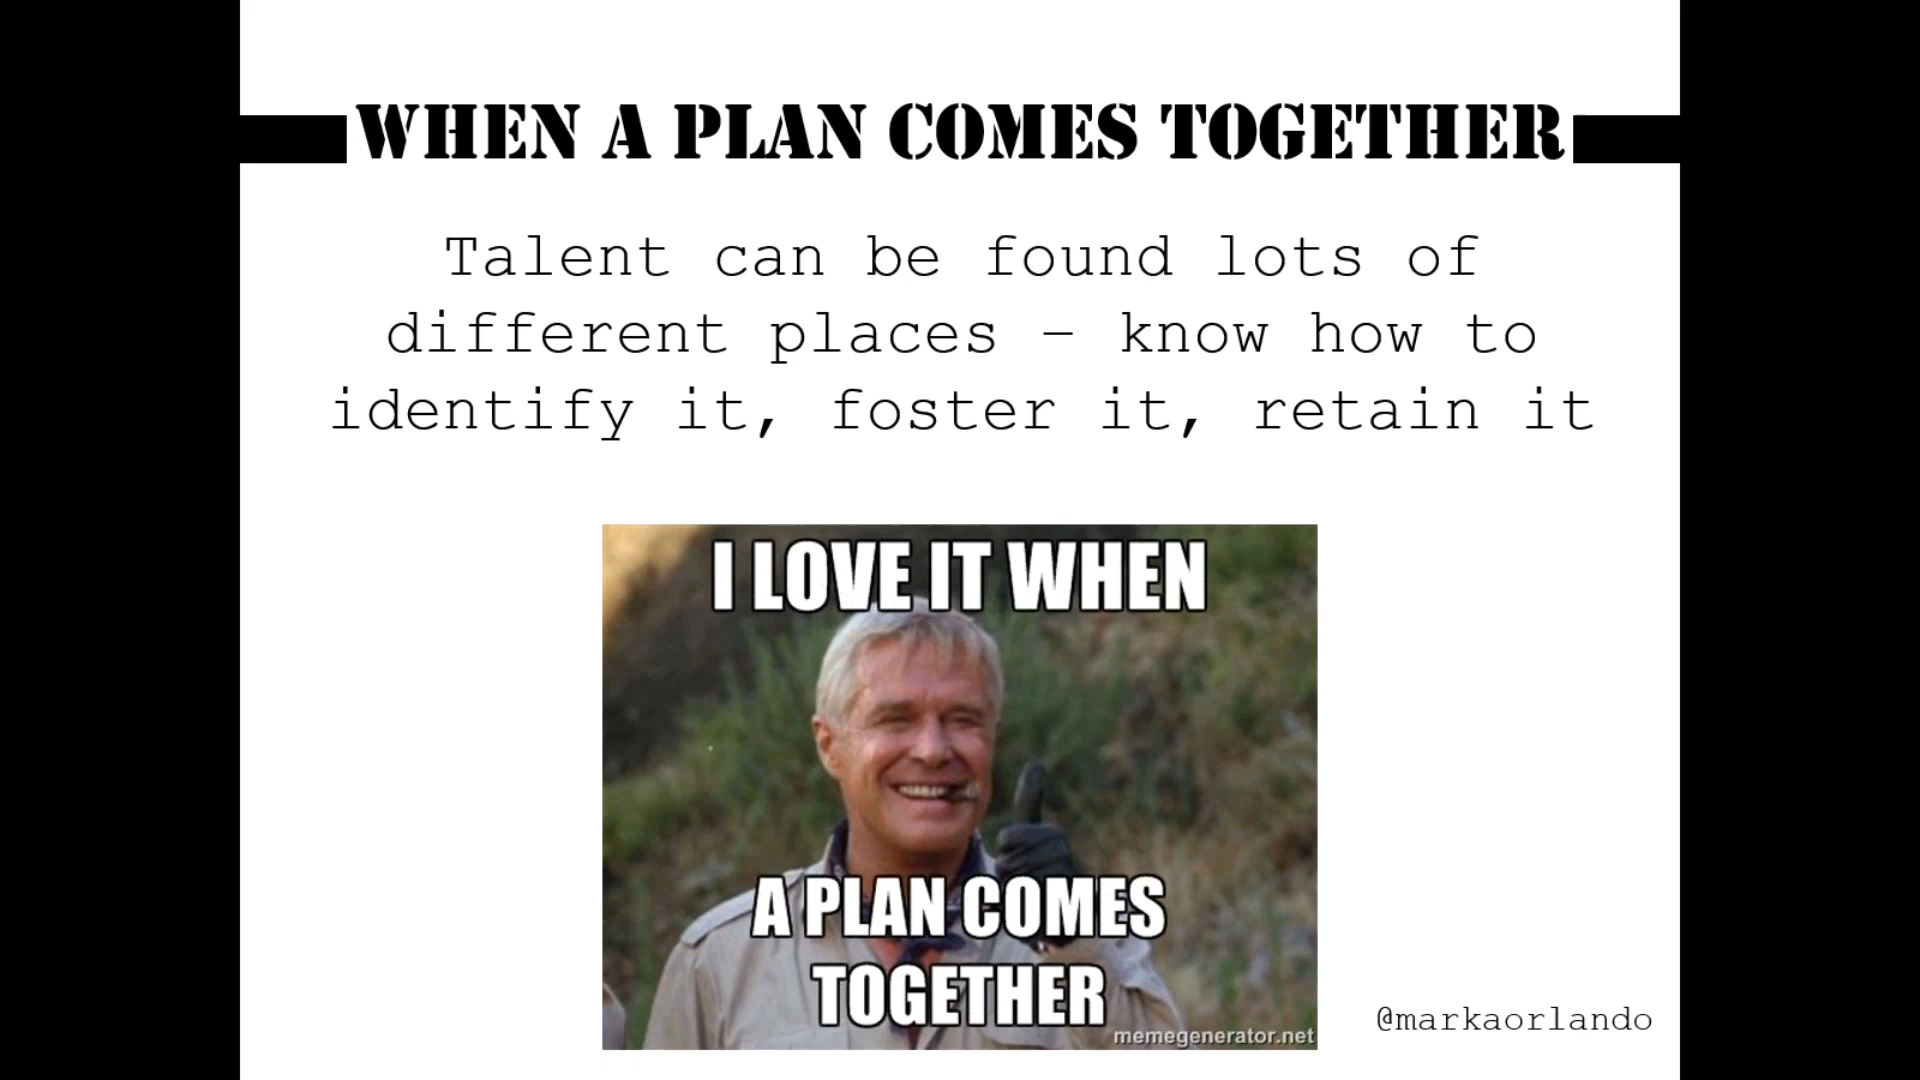 WHEN A PLAN COMES TOGETHER
Talent can be found lots of
different places – know how to
identify it, foster it, retain it
I LOVE IT WHEN
A PLAN COMES
TOGETHER
memegenerator.net
@markaorlando